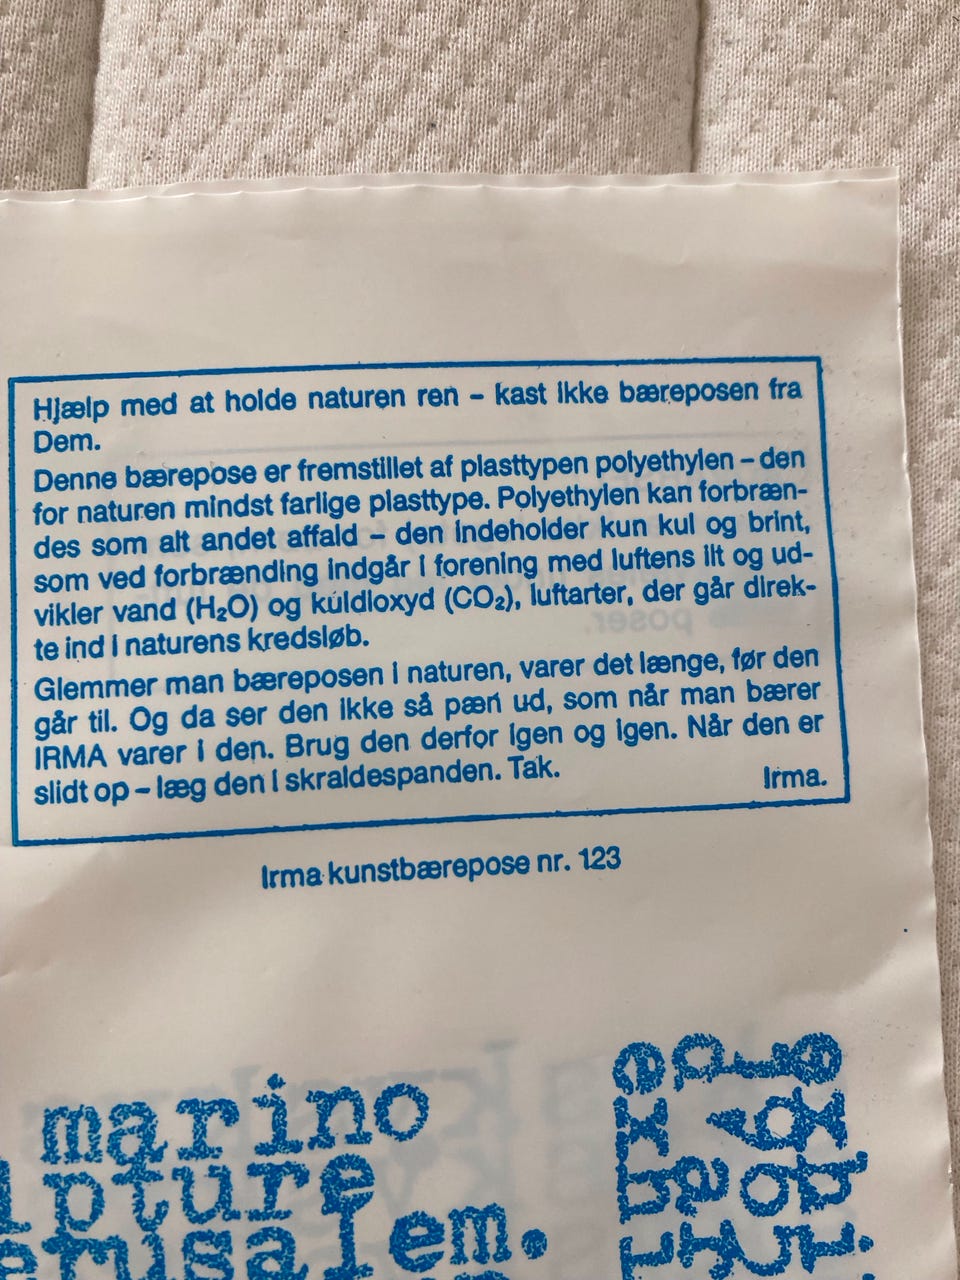 Hjælp med at holde naturen ren – kast ikke bæreposen fra
Dem.
Denne bærepose er fremstillet af plasttypen polyethylen – den
for naturen mindst farlige plasttype. Polyethylen kan forbræn-
des som alt andet affald – den indeholder kun kul og brint,
som ved forbrænding indgår i forening med luftens ilt og ud-
vikler vand (H₂O) og kuldioxyd (CO₂), luftarter, der går direk-
te ind i naturens kredsløb.
Glemmer man bæreposen i naturen, varer det længe, før den
går til. Og da ser den ikke så pæn ud, som når man bærer
IRMA varer i den. Brug den derfor igen og igen. Når den er
slidt op – læg den i skraldespanden. Tak.
Irma.
Irma kunstbærepose nr. 123
marino
pture
erusalem.